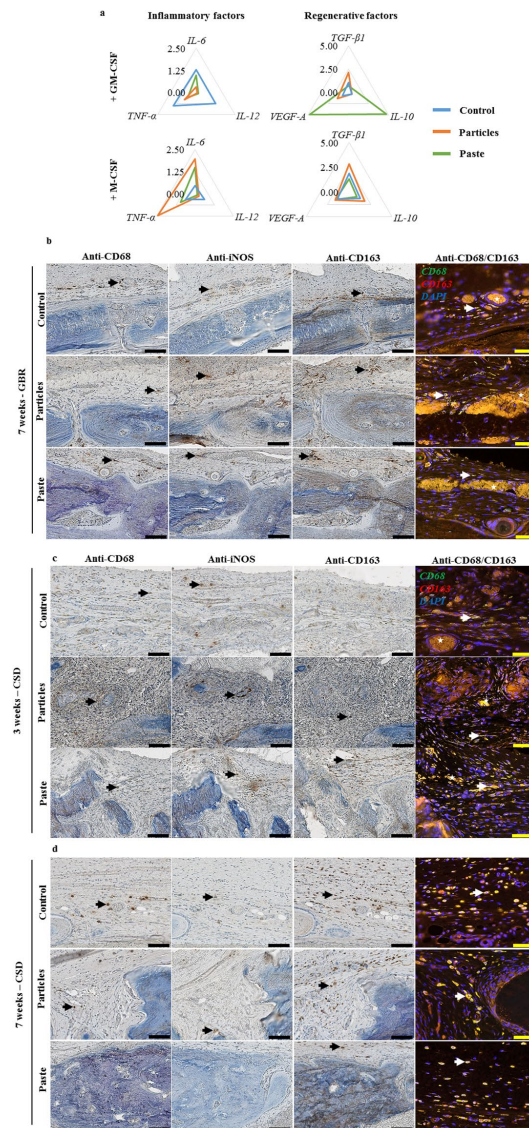 a
Inflammatory factors
Regenerative factors
+ GM-CSF
2.50
1.25
0.00
IL-6
TNF-α
IL-12
5.00
2.50
0.00
TGF-β1
VEGF-A
IL-10
Control
Particles
Paste
+ M-CSF
2.50
1.25
0.00
IL-6
TNF-α
IL-12
5.00
2.50
0.00
TGF-β1
VEGF-A
IL-10
b
Anti-CD68 Anti-iNOS Anti-CD163 Anti-CD68/CD163
7 weeks - GBR
Control
CD68
CD163
DAPI
Particles
Paste
c
Anti-CD68 Anti-iNOS Anti-CD163 Anti-CD68/CD163
3 weeks – CSD
Control
CD68
CD163
DAPI
Particles
Paste
d
7 weeks – CSD
Control
Particles
Paste